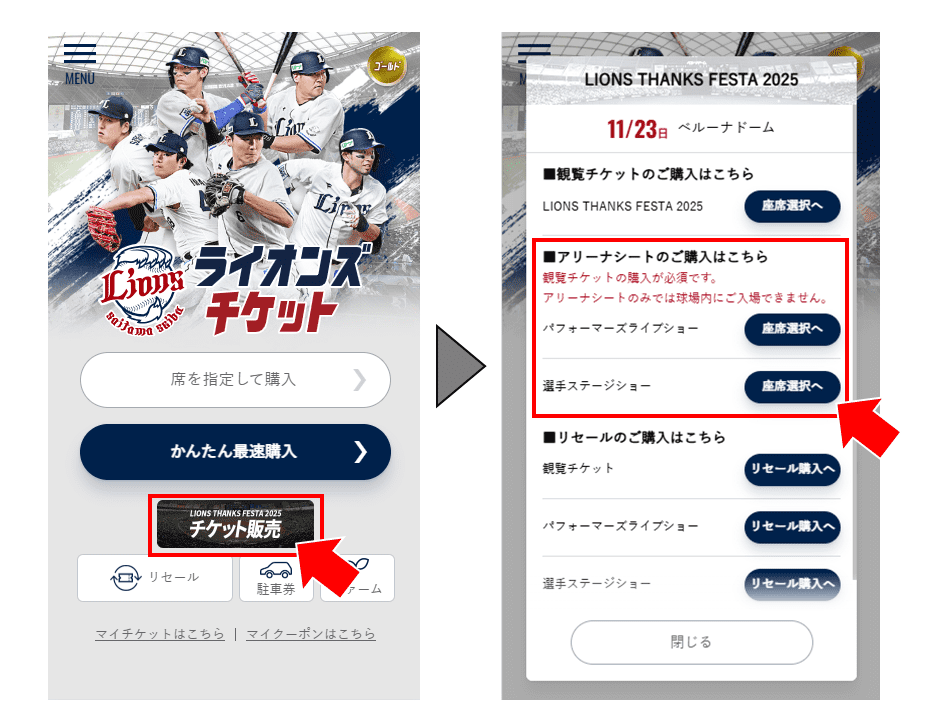 MENU
ゴールド
Lions
saitama seibu
ライオンズ
チケット
席を指定して購入
かんたん最速購入
LIONS THANKS FESTA 2025
チケット販売
リセール
駐車券
マイチケットはこちら | マイクーポンはこちら
LIONS THANKS FESTA 2025
11/23日 ベルーナドーム
■観覧チケットのご購入はこちら
LIONS THANKS FESTA 2025 座席選択へ
■アリーナシートのご購入はこちら
観覧チケットの購入が必須です。
アリーナシートのみでは球場内にご入場できません。
パフォーマーズライブショー 座席選択へ
選手ステージショー 座席選択へ
■リセールのご購入はこちら
観覧チケット リセール購入へ
パフォーマーズライブショー リセール購入へ
選手ステージショー リセール購入へ
閉じる